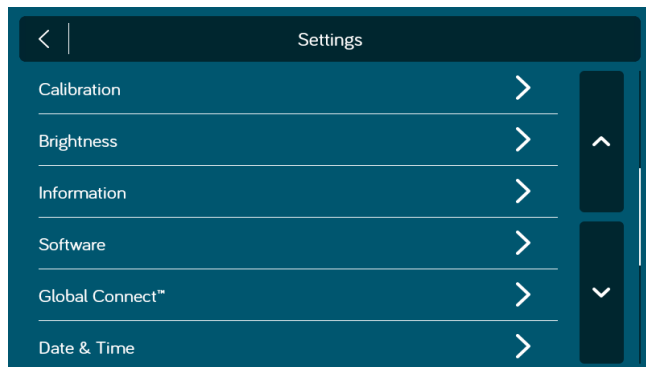 Settings
Calibration
Brightness
Information
Software
Global Connect™
Date & Time